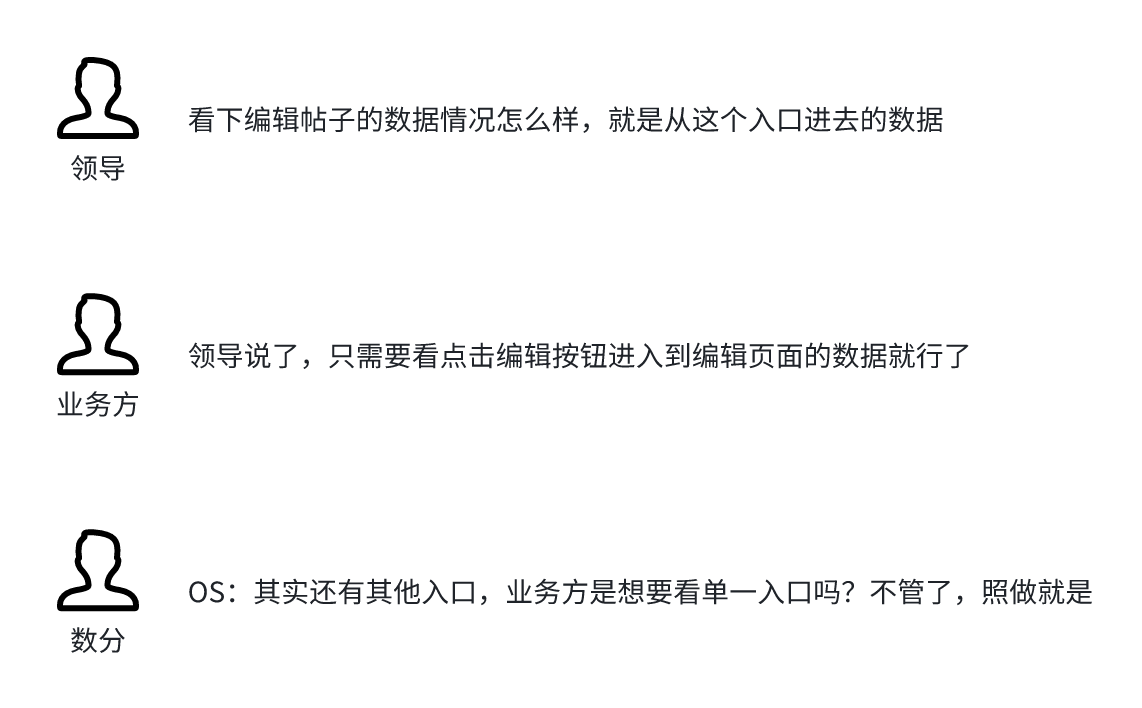 看下编辑帖子的数据情况怎么样，就是从这个入口进去的数据
领导
领导说了，只需要看点击编辑按钮进入到编辑页面的数据就行了
业务方
OS：其实还有其他入口，业务方是想要看单一入口吗？不管了，照做就是
数分